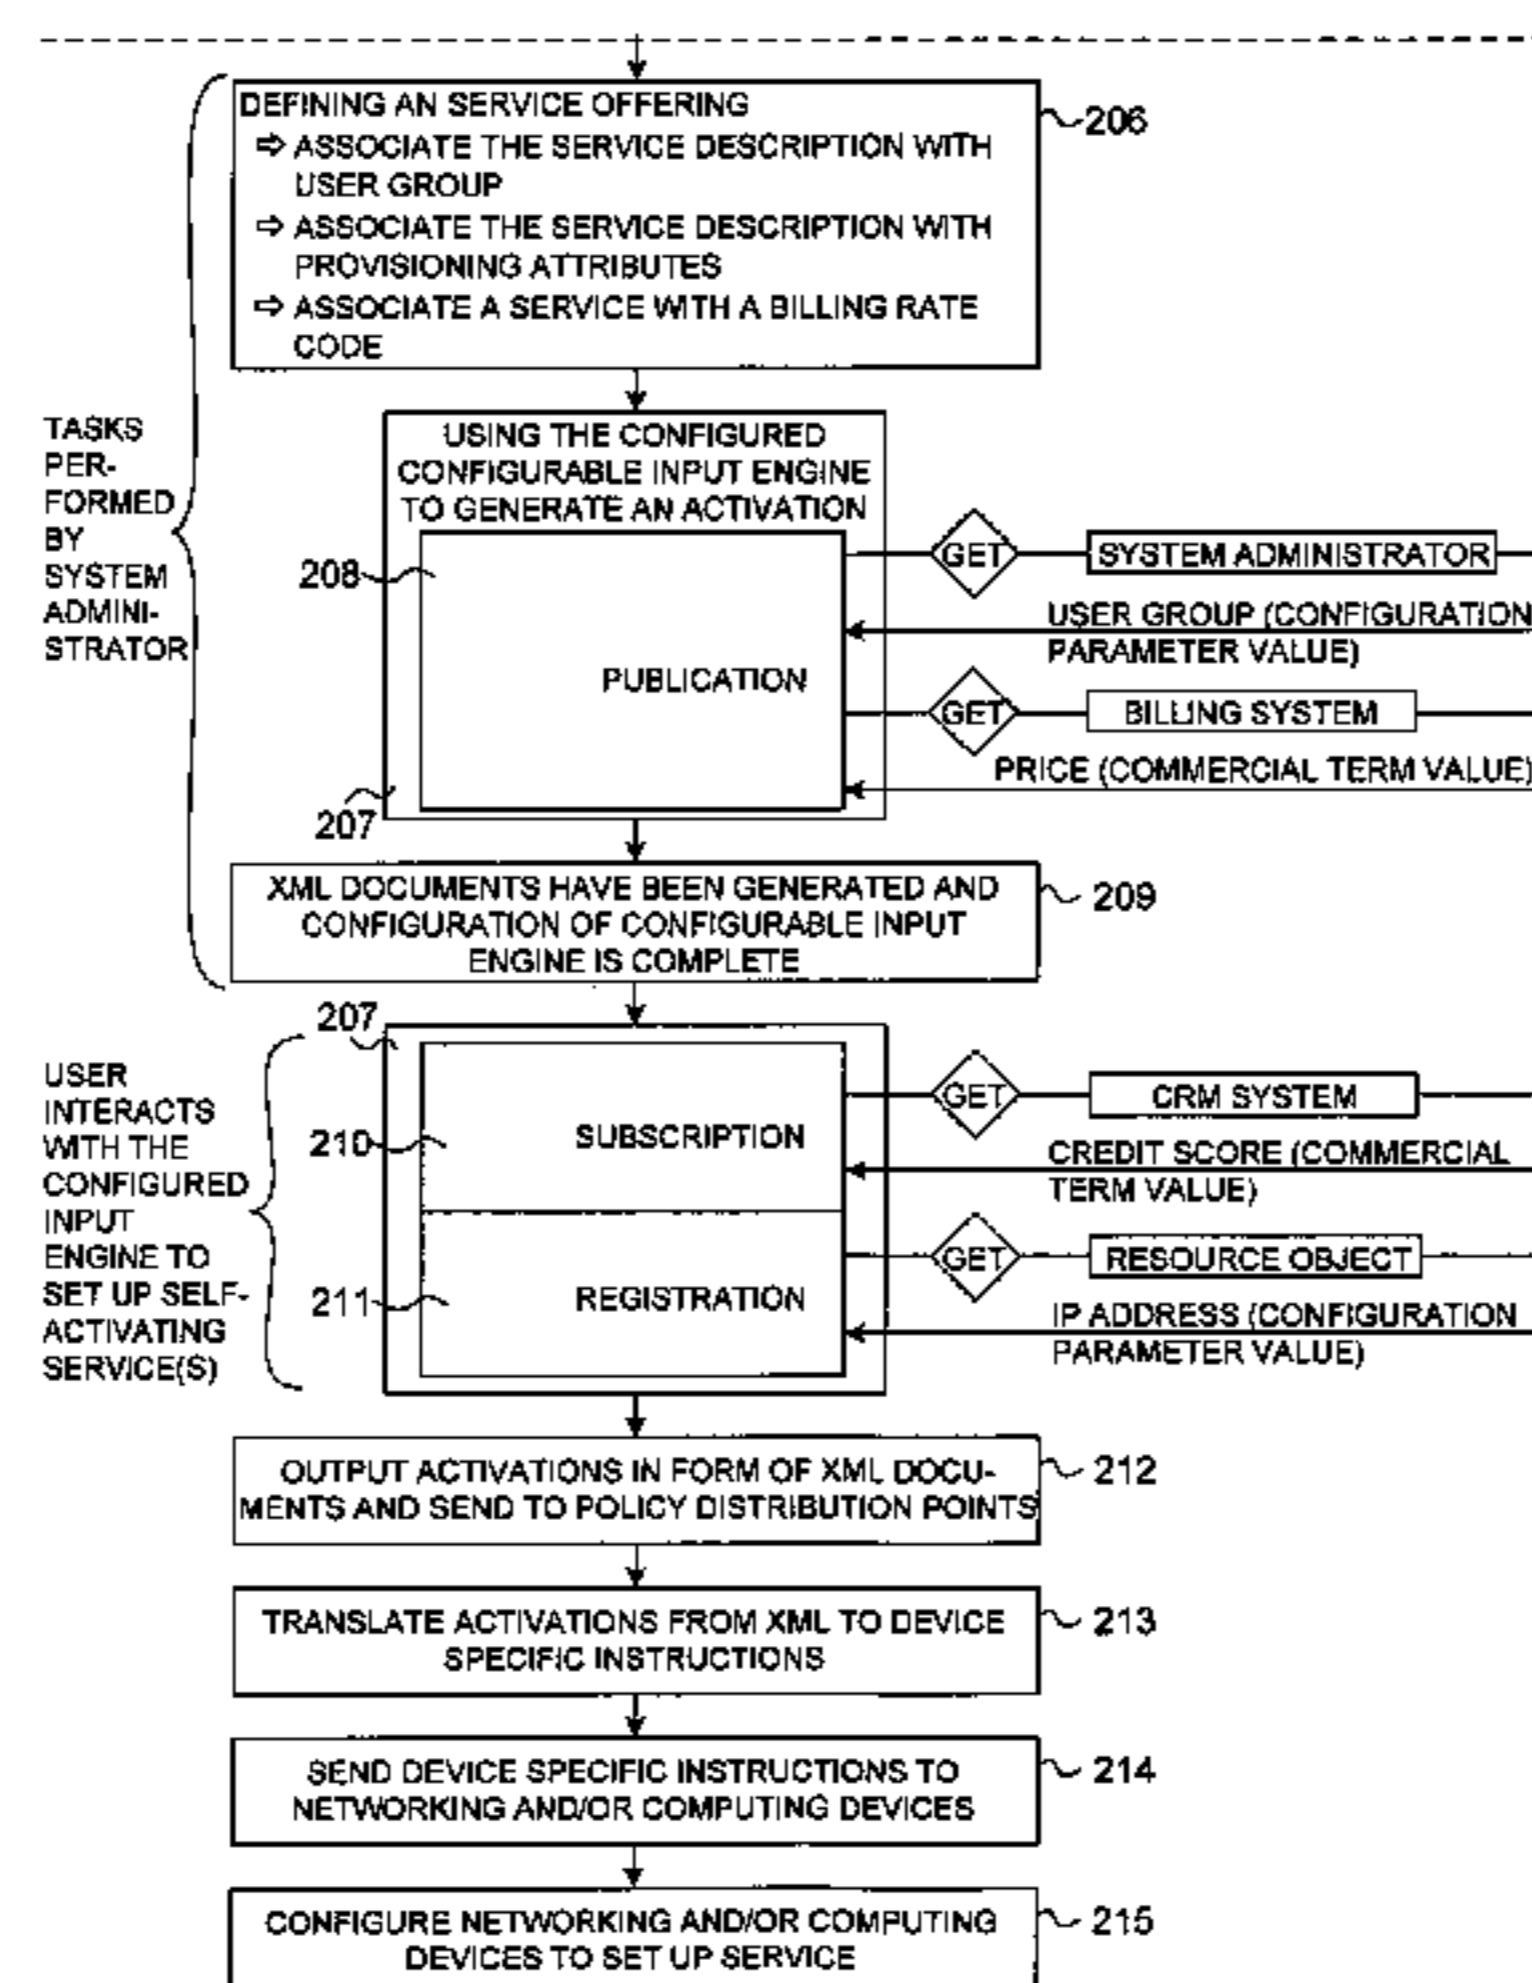 DEFINING AN SERVICE OFFERING
⇨ ASSOCIATE THE SERVICE DESCRIPTION WITH
USER GROUP
⇨ ASSOCIATE THE SERVICE DESCRIPTION WITH
PROVISIONING ATTRIBUTES
⇨ ASSOCIATE A SERVICE WITH A BILLING RATE
CODE
206
TASKS
PER-
FORMED
BY
SYSTEM
ADMINI-
STRATOR
USING THE CONFIGURED
CONFIGURABLE INPUT ENGINE
TO GENERATE AN ACTIVATION
208
PUBLICATION
207
GET
SYSTEM ADMINISTRATOR
USER GROUP (CONFIGURATION
PARAMETER VALUE)
GET
BILLING SYSTEM
PRICE (COMMERCIAL TERM VALUE)
XML DOCUMENTS HAVE BEEN GENERATED AND
CONFIGURATION OF CONFIGURABLE INPUT
ENGINE IS COMPLETE
209
207
USER
INTERACTS
WITH THE
CONFIGURED
INPUT
ENGINE TO
SET UP SELF-
ACTIVATING
SERVICE(S)
210
SUBSCRIPTION
GET
CRM SYSTEM
CREDIT SCORE (COMMERCIAL
TERM VALUE)
211
REGISTRATION
GET
RESOURCE OBJECT
IP ADDRESS (CONFIGURATION
PARAMETER VALUE)
OUTPUT ACTIVATIONS IN FORM OF XML DOCU-
MENTS AND SEND TO POLICY DISTRIBUTION POINTS
212
TRANSLATE ACTIVATIONS FROM XML TO DEVICE
SPECIFIC INSTRUCTIONS
213
SEND DEVICE SPECIFIC INSTRUCTIONS TO
NETWORKING AND/OR COMPUTING DEVICES
214
CONFIGURE NETWORKING AND/OR COMPUTING
DEVICES TO SET UP SERVICE
215